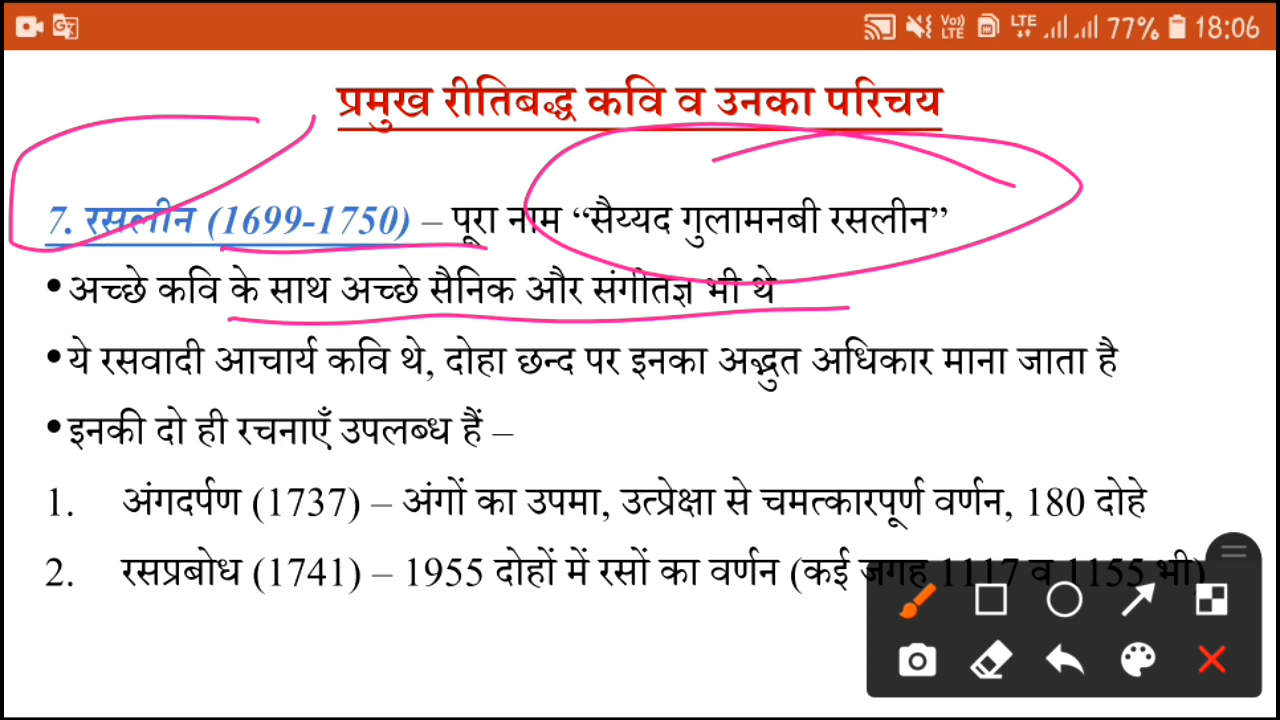 VoLTE LTE 77% 18:06
प्रमुख रीतिबद्ध कवि व उनका परिचय
7. रसलीन (1699-1750) – पूरा नाम “सैय्यद गुलामनबी रसलीन”
•अच्छे कवि के साथ अच्छे सैनिक और संगीतज्ञ भी थे
•ये रसवादी आचार्य कवि थे, दोहा छन्द पर इनका अद्भुत अधिकार माना जाता है
•इनकी दो ही रचनाएँ उपलब्ध हैं –
1. अंगदर्पण (1737) – अंगों का उपमा, उत्प्रेक्षा से चमत्कारपूर्ण वर्णन, 180 दोहे
2. रसप्रबोध (1741) – 1955 दोहों में रसों का वर्णन (कई जगह 1117 व 1155 भी)